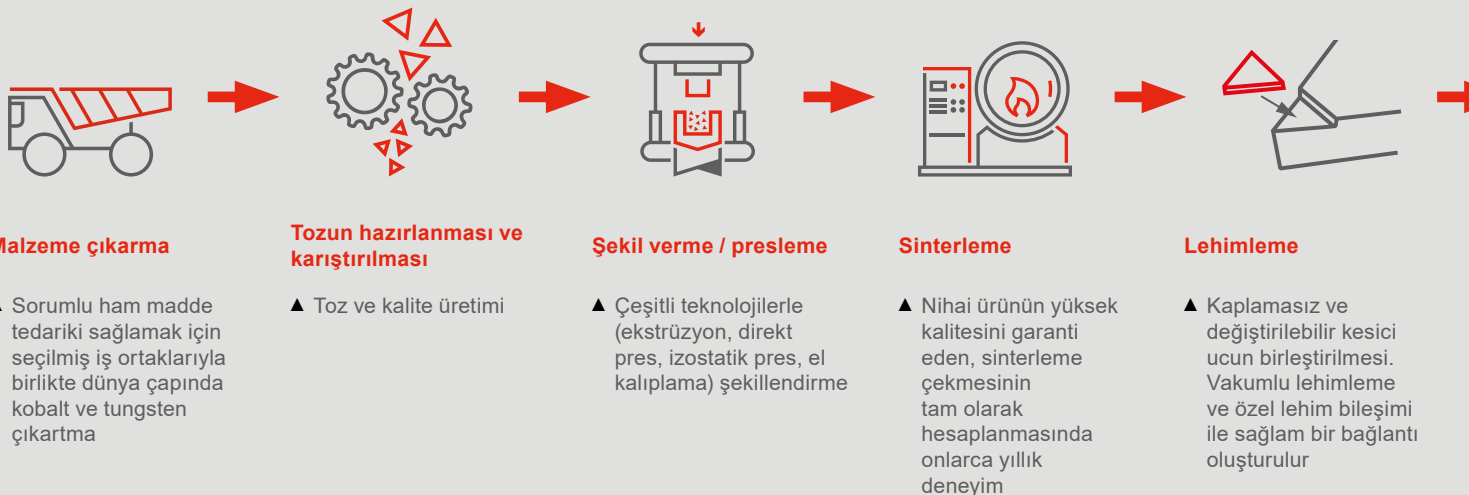 Malzeme çıkarma
▲ Sorumlu ham madde
tedariki sağlamak için
seçilmiş iş ortaklarıyla
birlikte dünya çapında
kobalt ve tungsten
çıkartma
Tozun hazırlanması ve
karıştırılması
▲ Toz ve kalite üretimi
Şekil verme / presleme
▲ Çeşitli teknolojilerle
(ekstrüzyon, direkt
pres, izostatik pres, el
kalıplama) şekillendirme
Sinterleme
▲ Nihai ürünün yüksek
kalitesini garanti
eden, sinterleme
çekmesinin
tam olarak
hesaplanmasında
onlarca yıllık
deneyim
Lehimleme
▲ Kaplamasız ve
değiştirilebilir kesici
ucun birleştirilmesi.
Vakumlu lehimleme
ve özel lehim bileşimi
ile sağlam bir bağlantı
oluşturulur